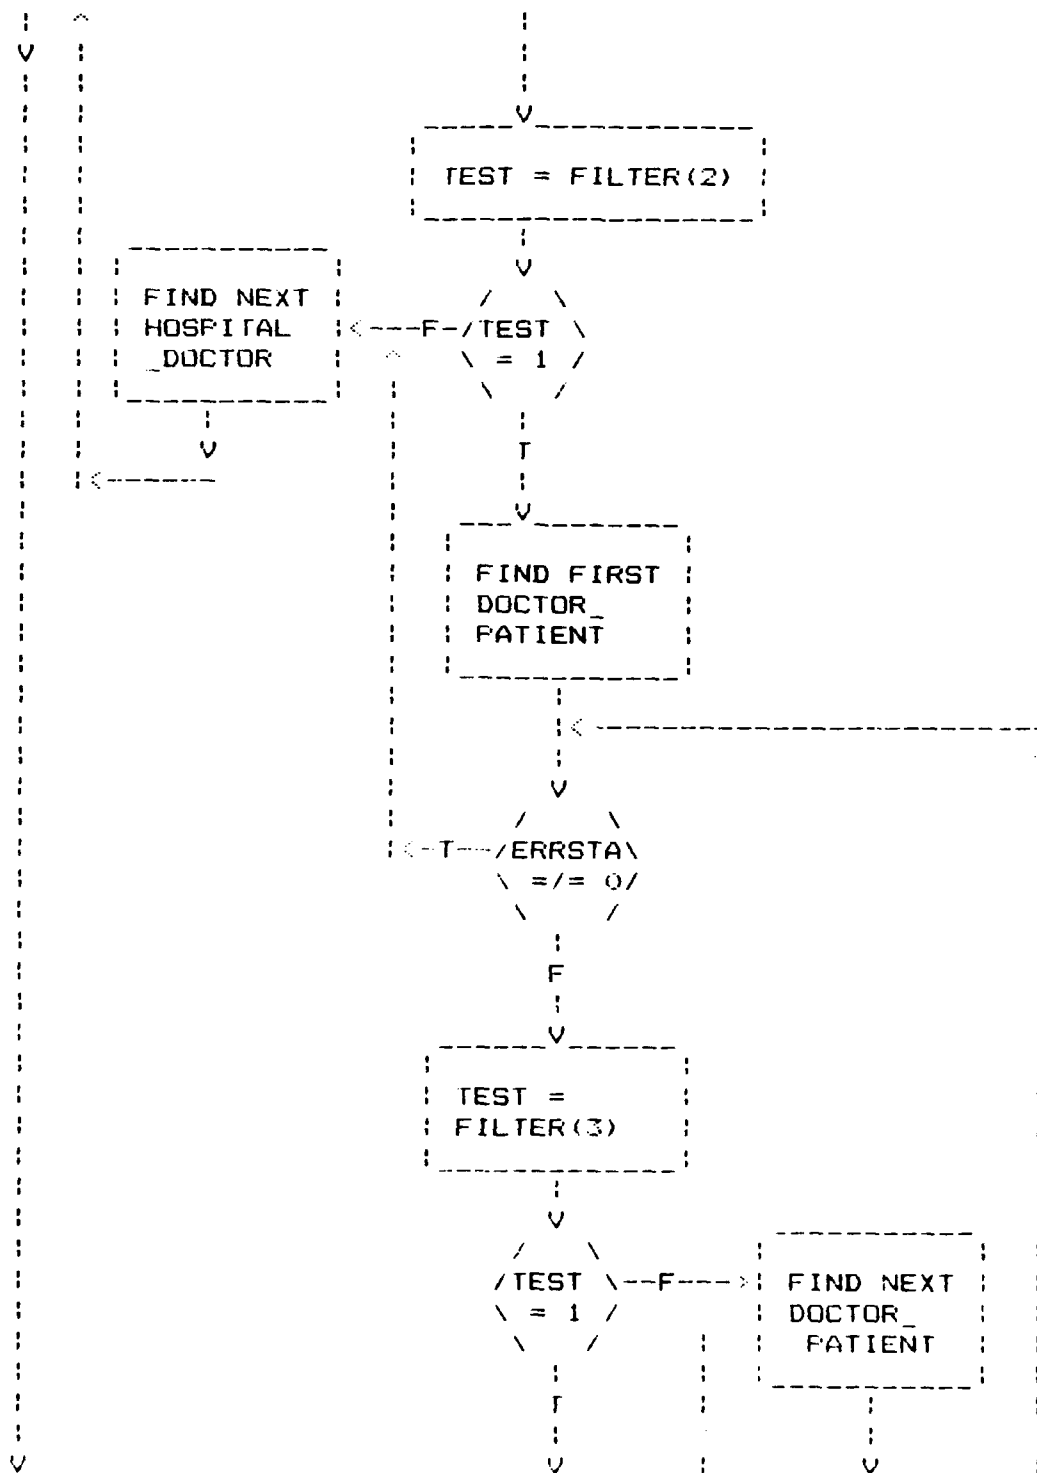 TEST = FILTER(2)
FIND NEXT
HOSPITAL
_DOCTOR
F
TEST
= 1
T
FIND FIRST
DOCTOR_
PATIENT
T
ERRSTA
=/= 0
F
TEST =
FILTER(3)
TEST
= 1
F
FIND NEXT
DOCTOR_
PATIENT
T